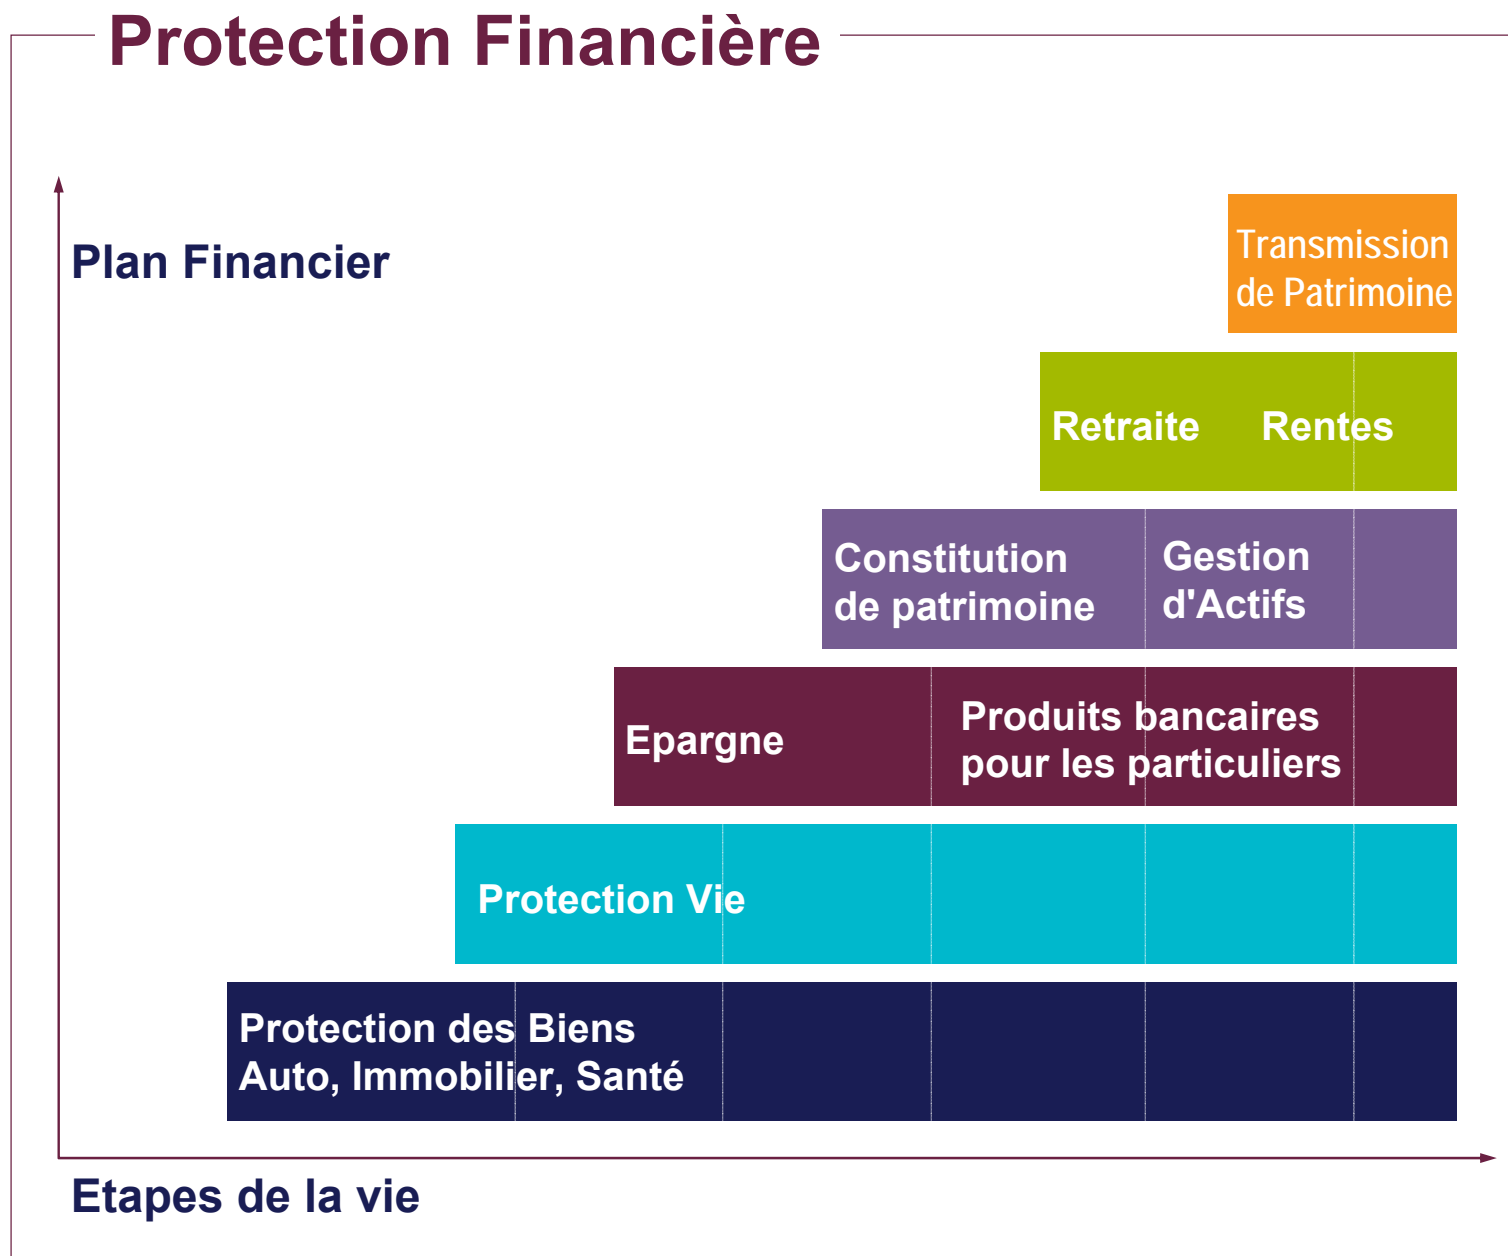 Protection Financière
Plan Financier
Transmission
de Patrimoine
Retraite Rentes
Constitution
de patrimoine
Gestion
d'Actifs
Epargne
Produits bancaires
pour les particuliers
Protection Vie
Protection des Biens
Auto, Immobilier, Santé
Etapes de la vie